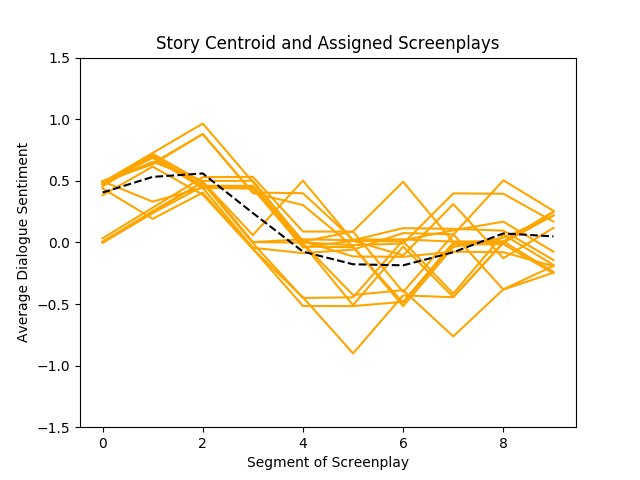 Story Centroid and Assigned Screenplays
1.5
1.0
0.5
0.0
−0.5
−1.0
−1.5
Average Dialogue Sentiment
0 2 4 6 8
Segment of Screenplay